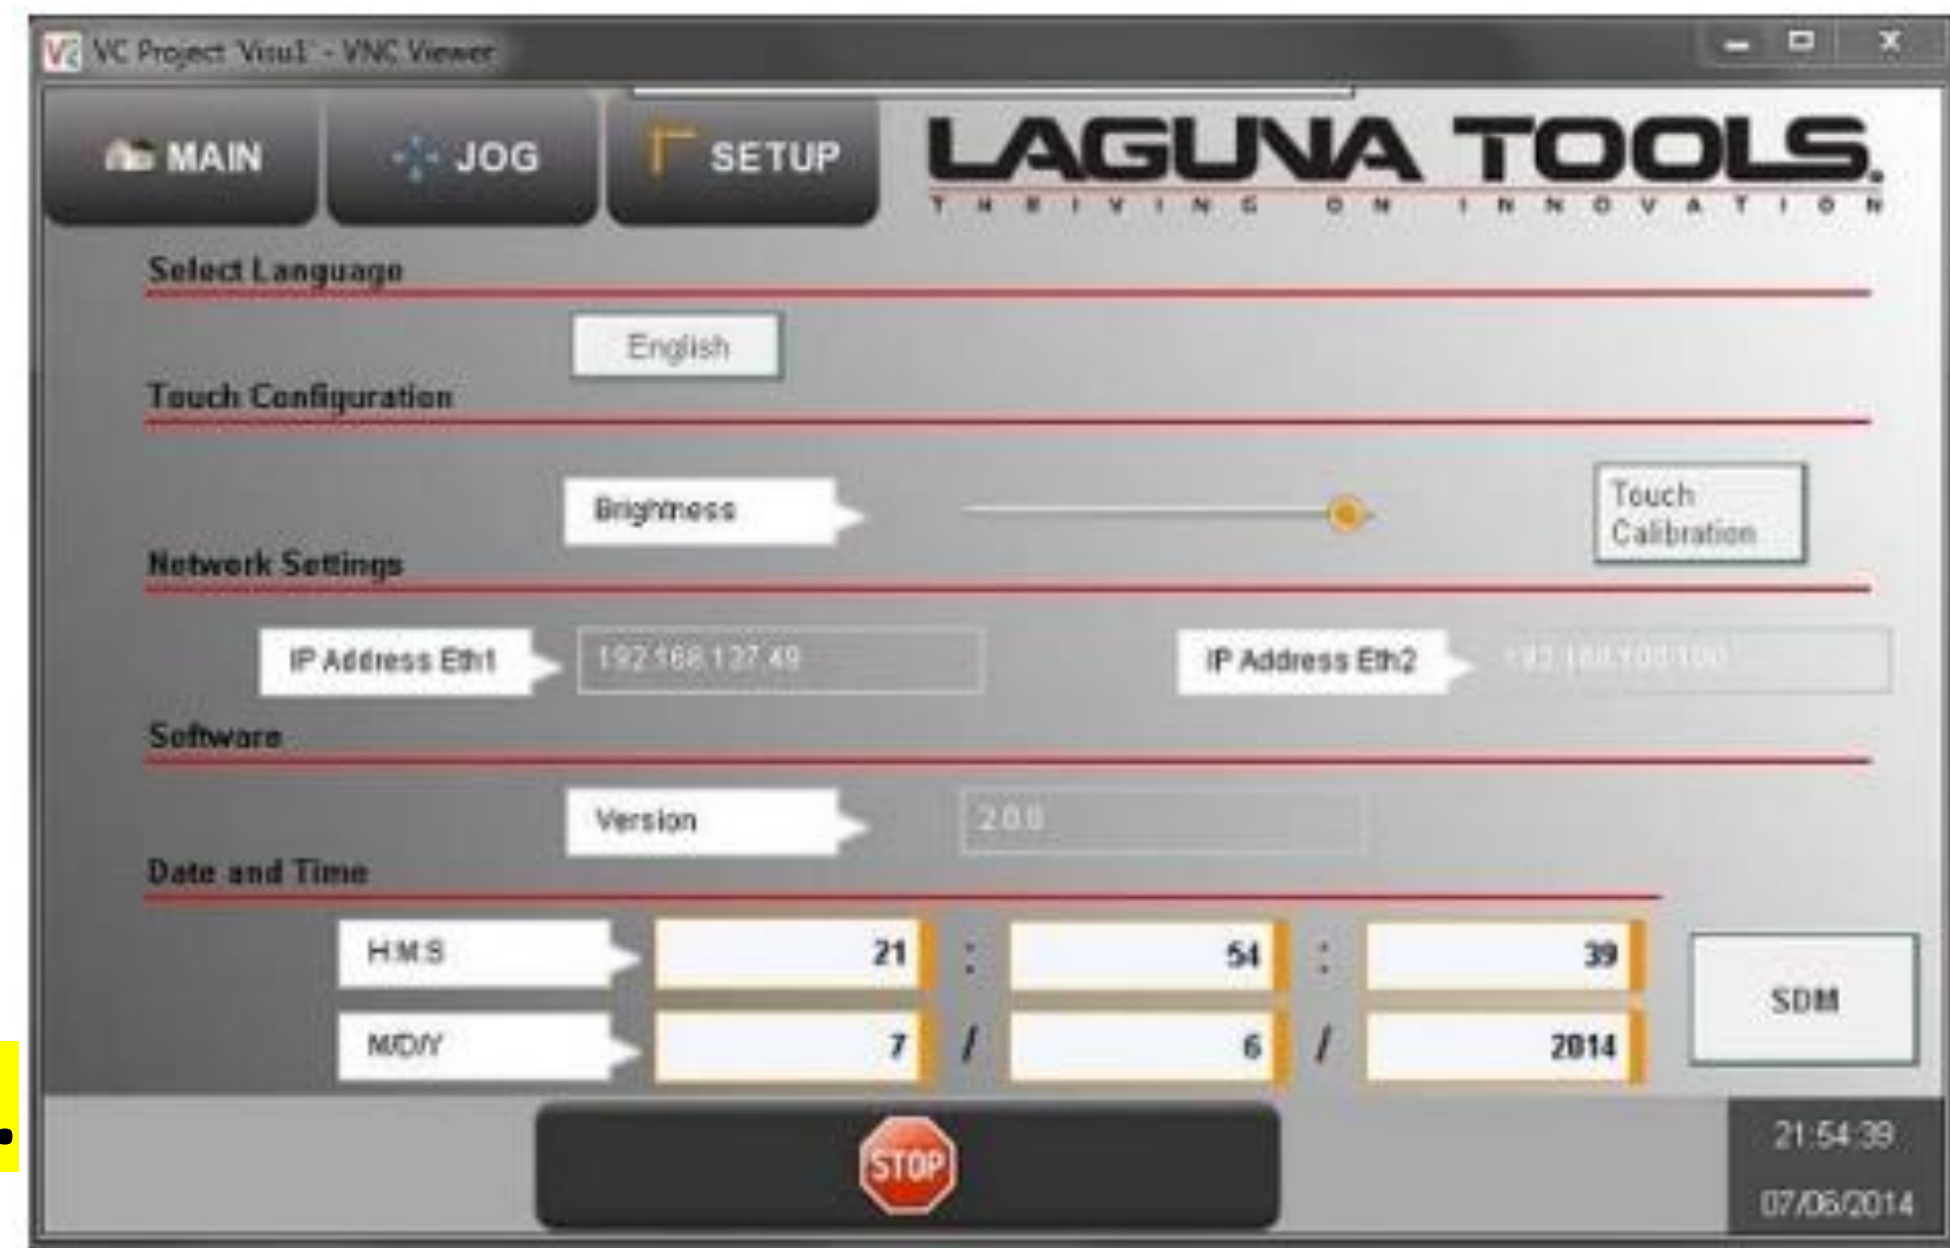 VC Project 'Visu1' - VNC Viewer
MAIN JOG SETUP
LAGUNA TOOLS.
THRIVING ON INNOVATION
Select Language
English
Touch Configuration
Brightness
Touch
Calibration
Network Settings
IP Address Eth1 192.168.137.49 IP Address Eth2
Software
Version 2.0.0
Date and Time
H:M:S 21 : 54 : 39
M/D/Y 7 / 6 / 2014
SDM
STOP
21:54:39
07/06/2014